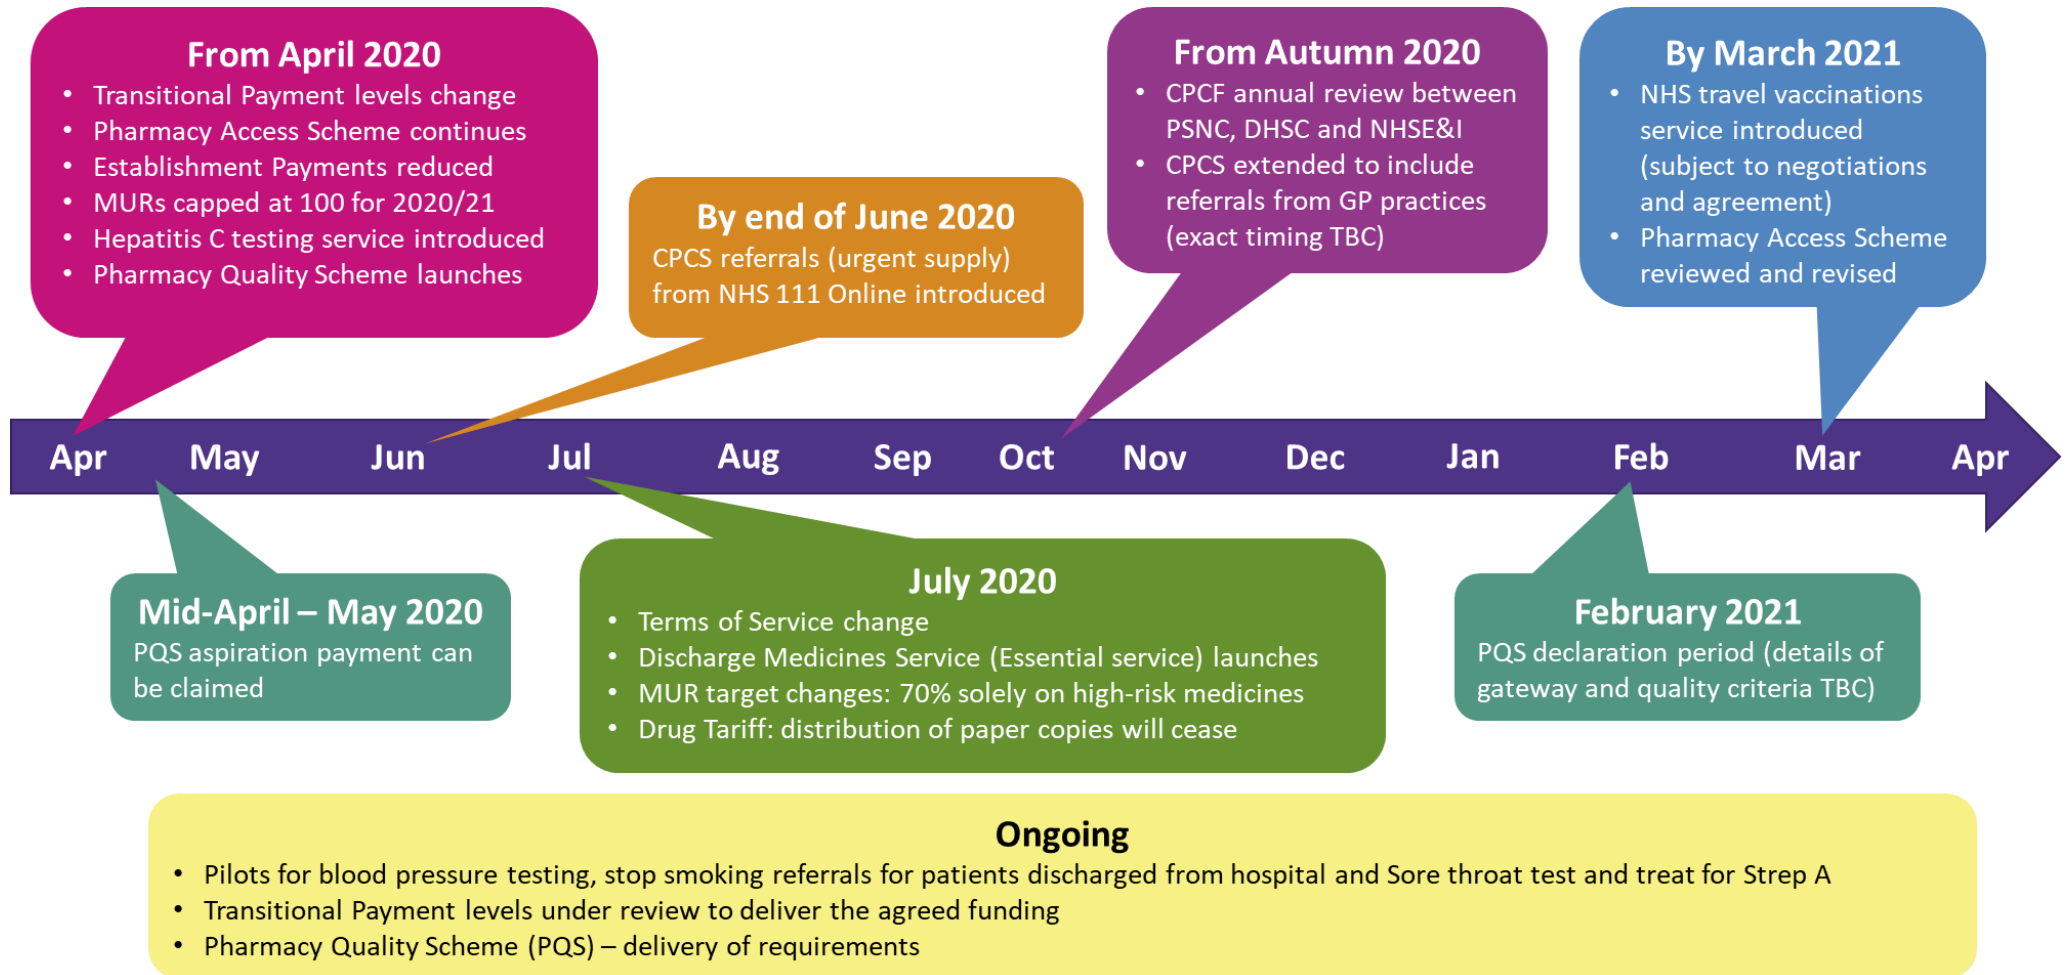 From April 2020
• Transitional Payment levels change
• Pharmacy Access Scheme continues
• Establishment Payments reduced
• MURs capped at 100 for 2020/21
• Hepatitis C testing service introduced
• Pharmacy Quality Scheme launches
By end of June 2020
CPCS referrals (urgent supply)
from NHS 111 Online introduced
From Autumn 2020
• CPCF annual review between
PSNC, DHSC and NHSE&I
• CPCS extended to include
referrals from GP practices
(exact timing TBC)
By March 2021
• NHS travel vaccinations
service introduced
(subject to negotiations
and agreement)
• Pharmacy Access Scheme
reviewed and revised
Apr May Jun Jul Aug Sep Oct Nov Dec Jan Feb Mar Apr
Mid-April – May 2020
PQS aspiration payment can
be claimed
July 2020
• Terms of Service change
• Discharge Medicines Service (Essential service) launches
• MUR target changes: 70% solely on high-risk medicines
• Drug Tariff: distribution of paper copies will cease
February 2021
PQS declaration period (details of
gateway and quality criteria TBC)
Ongoing
• Pilots for blood pressure testing, stop smoking referrals for patients discharged from hospital and Sore throat test and treat for Strep A
• Transitional Payment levels under review to deliver the agreed funding
• Pharmacy Quality Scheme (PQS) – delivery of requirements